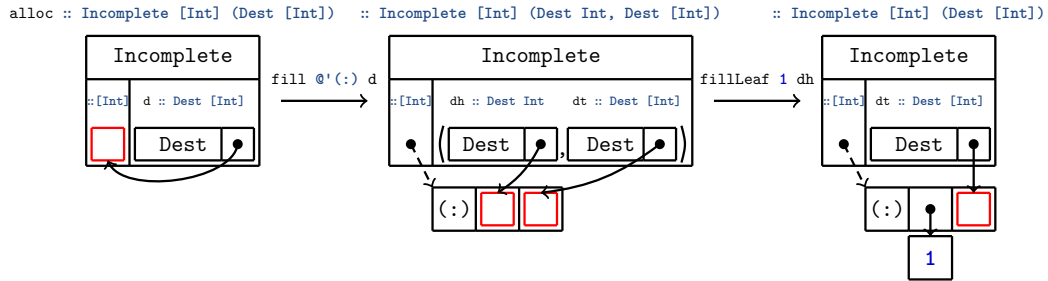 alloc :: Incomplete [Int] (Dest [Int]) :: Incomplete [Int] (Dest Int, Dest [Int]) :: Incomplete [Int] (Dest [Int])
Incomplete Incomplete Incomplete
fill @'(:) d fillLeaf 1 dh
::[Int] d :: Dest [Int] ::[Int] dh :: Dest Int dt :: Dest [Int] ::[Int] dt :: Dest [Int]
Dest ( Dest , Dest ) Dest
(:) (:)
1